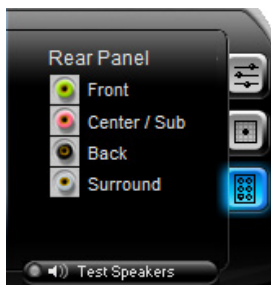 Rear Panel
Front
Center / Sub
Back
Surround
Test Speakers